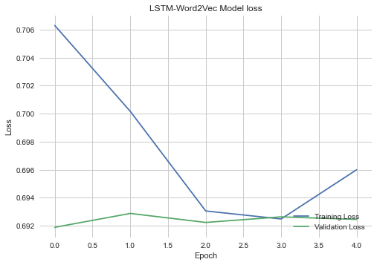 LSTM-Word2Vec Model loss
0.706
0.704
0.702
0.700
0.698
0.696
0.694
0.692
Loss
Training Loss
Validation Loss
0.0 0.5 1.0 1.5 2.0 2.5 3.0 3.5 4.0
Epoch